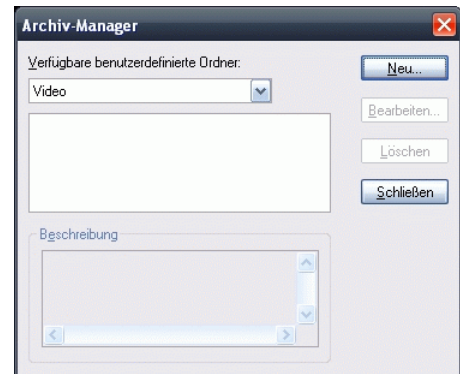 Archiv-Manager
Verfügbare benutzerdefinierte Ordner:
Video
Neu...
Bearbeiten...
Löschen
Schließen
Beschreibung